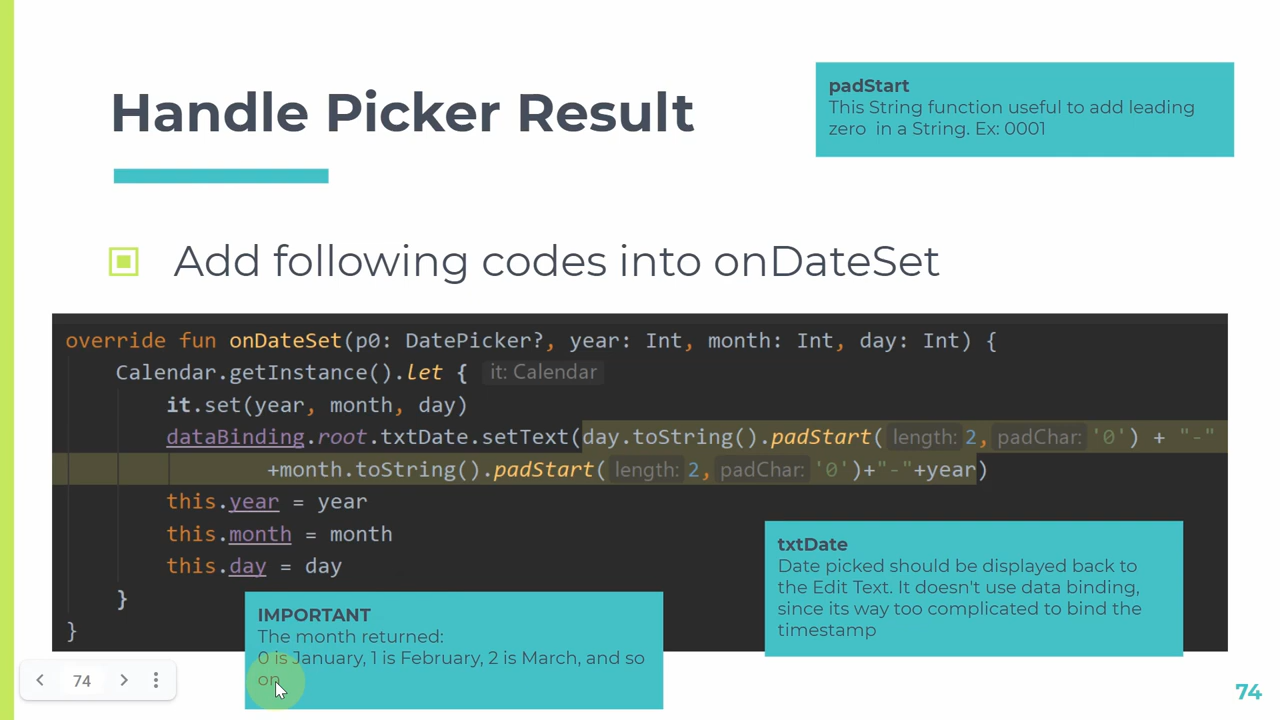 Handle Picker Result
padStart
This String function useful to add leading
zero in a String. Ex: 0001
Add following codes into onDateSet
override fun onDateSet(p0: DatePicker?, year: Int, month: Int, day: Int) {
Calendar.getInstance().let { it: Calendar
it.set(year, month, day)
dataBinding.root.txtDate.setText(day.toString().padStart( length: 2, padChar: '0') + "-"
+month.toString().padStart( length: 2, padChar: '0')+"-"+year)
this.year = year
this.month = month
this.day = day
}
}
txtDate
Date picked should be displayed back to
the Edit Text. It doesn't use data binding,
since its way too complicated to bind the
timestamp
IMPORTANT
The month returned:
0 is January, 1 is February, 2 is March, and so
on
74
74